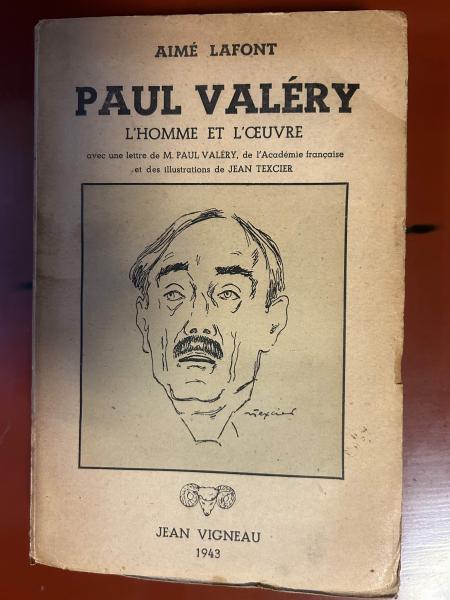 AIMÉ LAFONT
PAUL VALÉRY
L'HOMME ET L'ŒUVRE
avec une lettre de M. PAUL VALÉRY, de l'Académie française
et des illustrations de JEAN TEXCIER
Texcier
JEAN VIGNEAU
1943